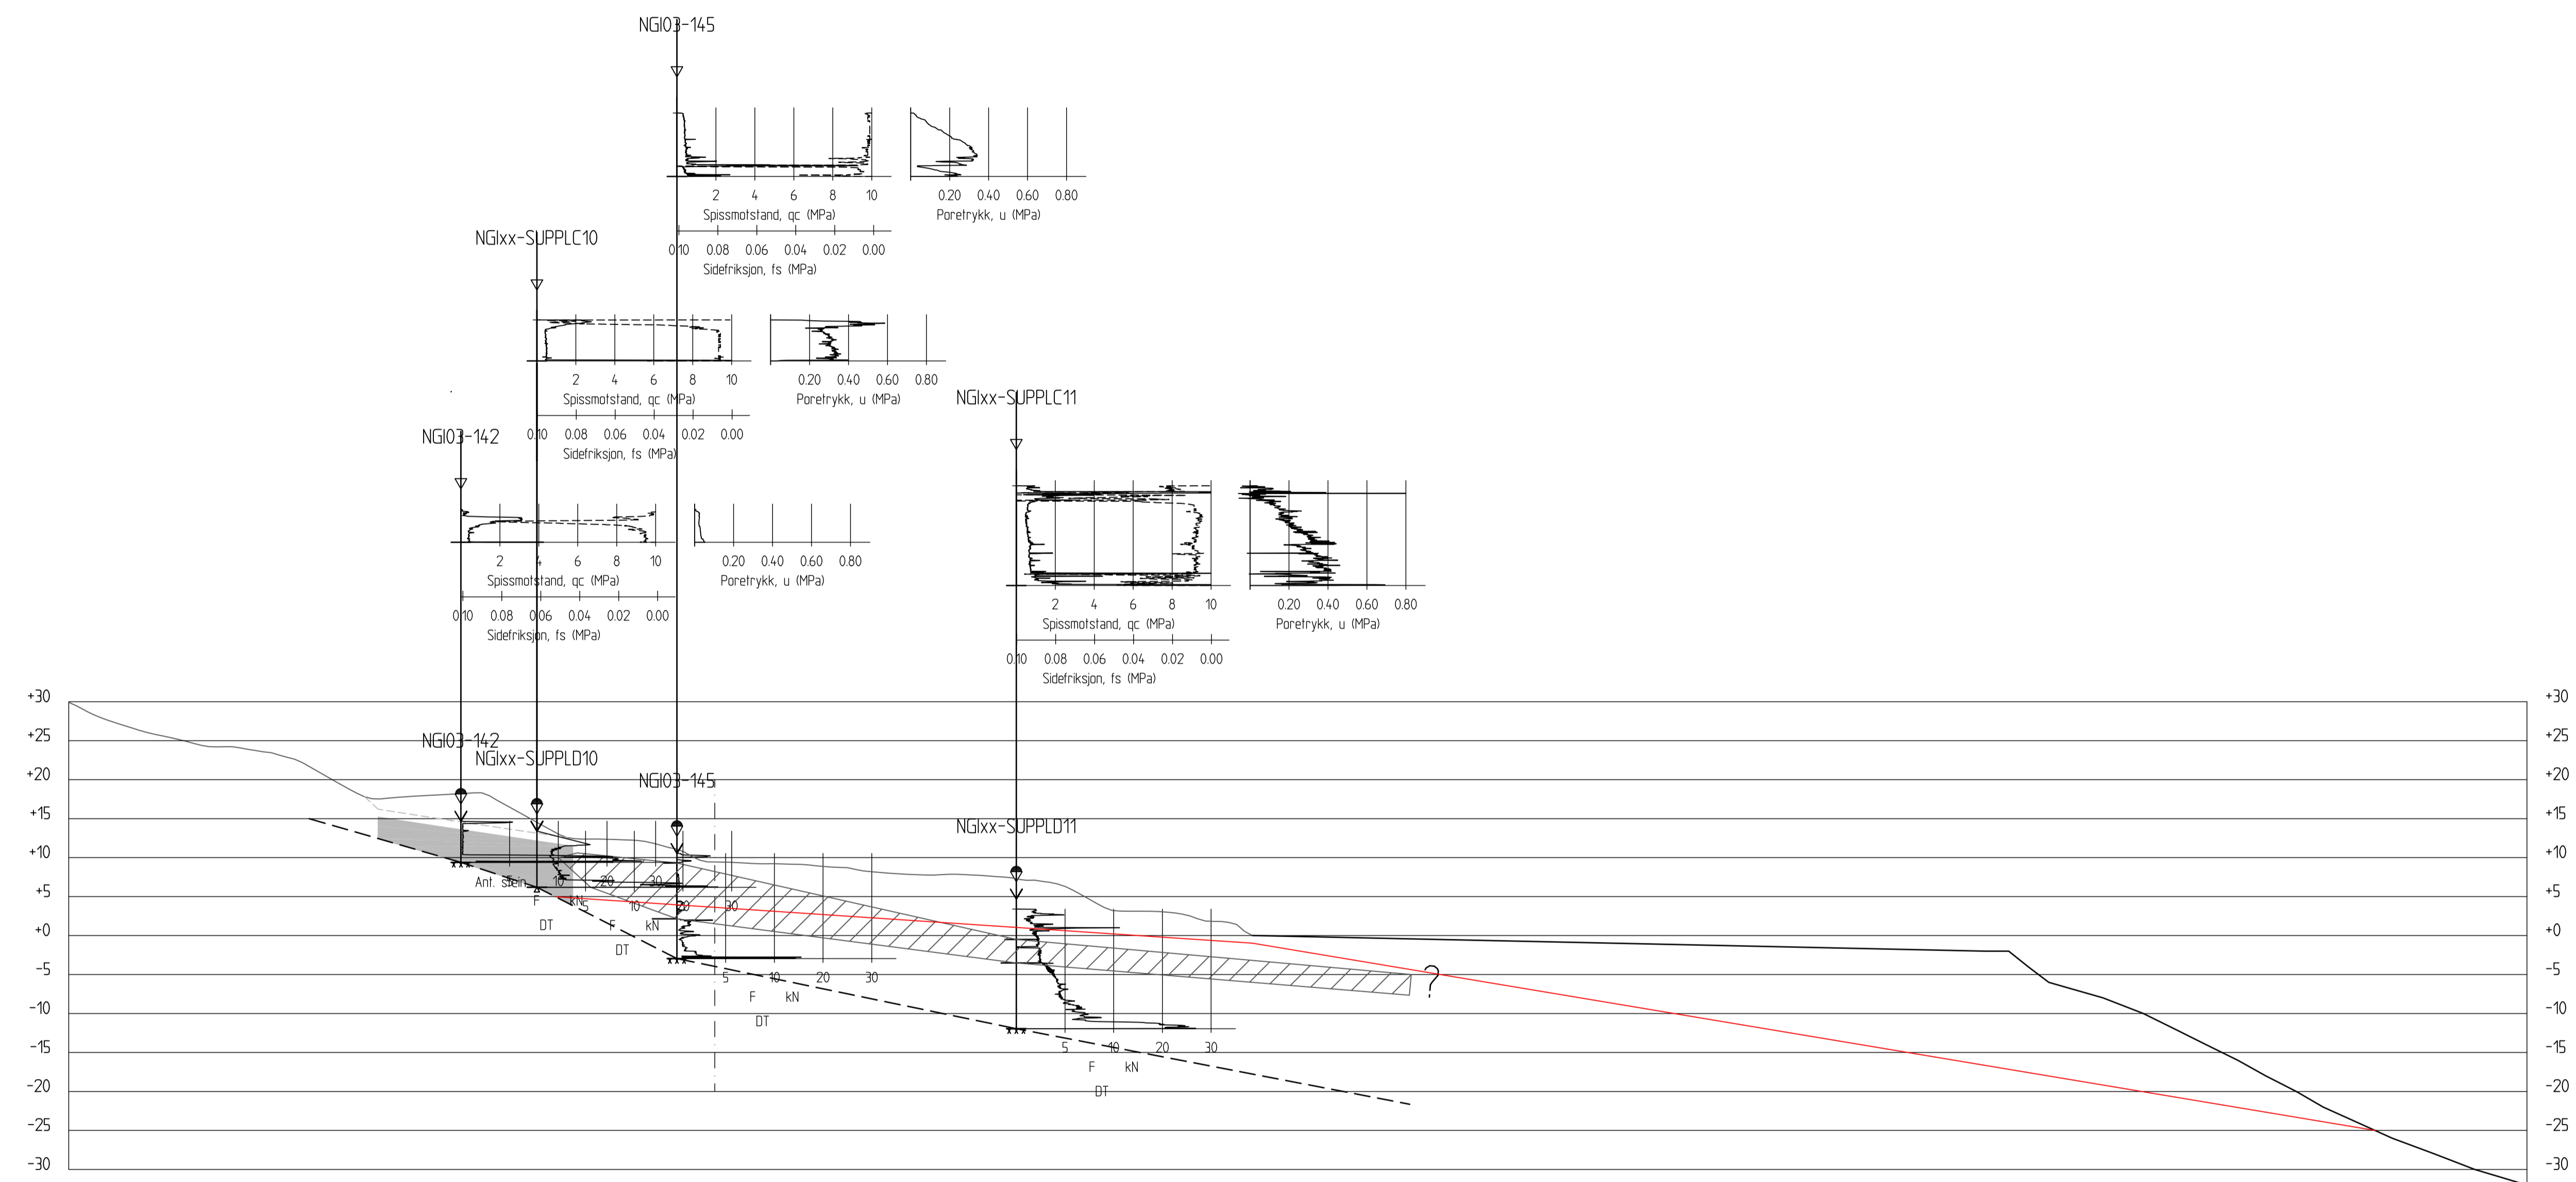 NGI03-145
2 4 6 8 10
0.20 0.40 0.60 0.80
Spissmotstand, qc (MPa)
Poretrykk, u (MPa)
0.10 0.08 0.06 0.04 0.02 0.00
Sidefriksjon, fs (MPa)
NGIxx-SUPPLC10
2 4 6 8 10
0.20 0.40 0.60 0.80
Spissmotstand, qc (MPa)
Poretrykk, u (MPa)
0.10 0.08 0.06 0.04 0.02 0.00
Sidefriksjon, fs (MPa)
NGIxx-SUPPLC11
2 4 6 8 10
0.20 0.40 0.60 0.80
Spissmotstand, qc (MPa)
Poretrykk, u (MPa)
0.10 0.08 0.06 0.04 0.02 0.00
Sidefriksjon, fs (MPa)
NGI03-142
2 4 6 8 10
0.20 0.40 0.60 0.80
Spissmotstand, qc (MPa)
Poretrykk, u (MPa)
0.10 0.08 0.06 0.04 0.02 0.00
Sidefriksjon, fs (MPa)
+30 +30
+25 +25
NGI03-142
NGIxx-SUPPLD10
+20 +20
NGI03-145
+15 +15
NGIxx-SUPPLD11
+10 +10
Ant. stein 5 10 20 30
+5 +5
F kN 5 10 20 30
DT F kN
+0 +0
DT
-5 -5
?
5 10 20 30
F kN
-10 -10
DT
-15 -15
5 10 20 30
F kN
-20 -20
DT
-25 -25
-30 -30